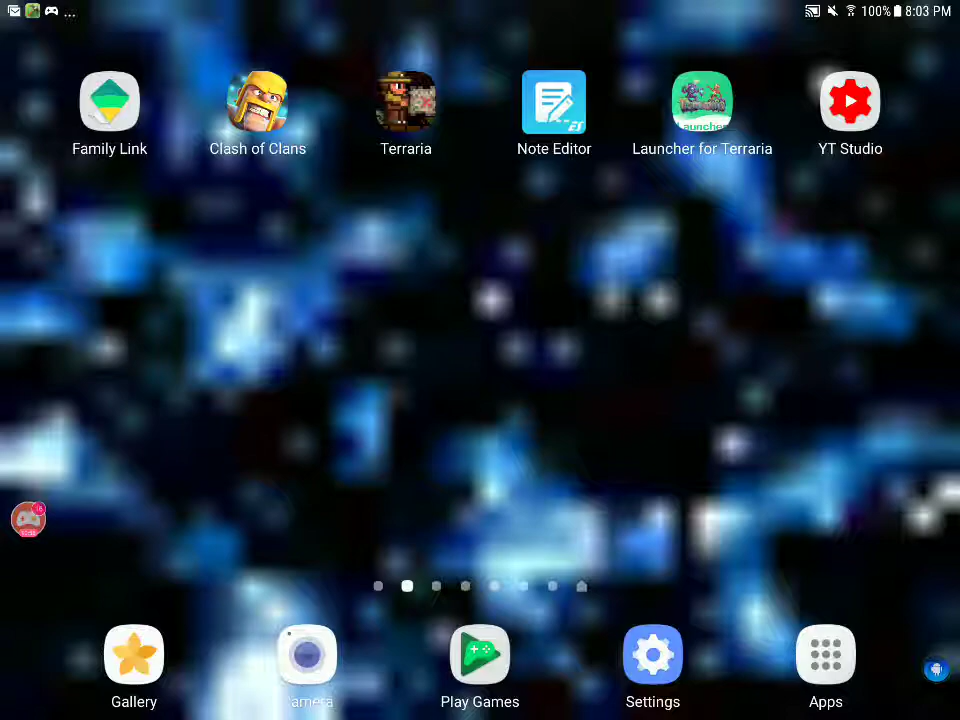 ... 100% 8:03 PM
Family Link Clash of Clans Terraria Note Editor Launcher for Terraria YT Studio
Gallery Camera Play Games Settings Apps